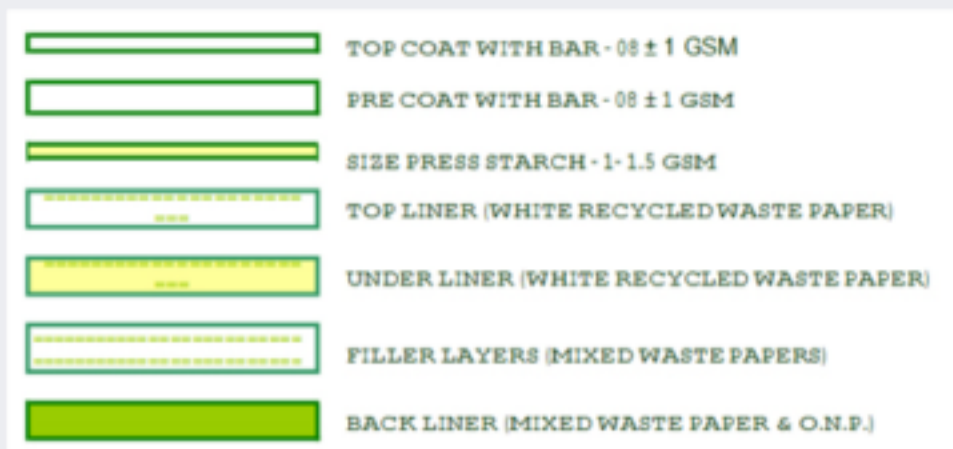 TOP COAT WITH BAR - 08 ± 1 GSM
PRE COAT WITH BAR - 08 ± 1 GSM
SIZE PRESS STARCH - 1- 1.5 GSM
TOP LINER (WHITE RECYCLED WASTE PAPER)
UNDER LINER (WHITE RECYCLED WASTE PAPER)
FILLER LAYERS (MIXED WASTE PAPERS)
BACK LINER (MIXED WASTE PAPER & O.N.P.)